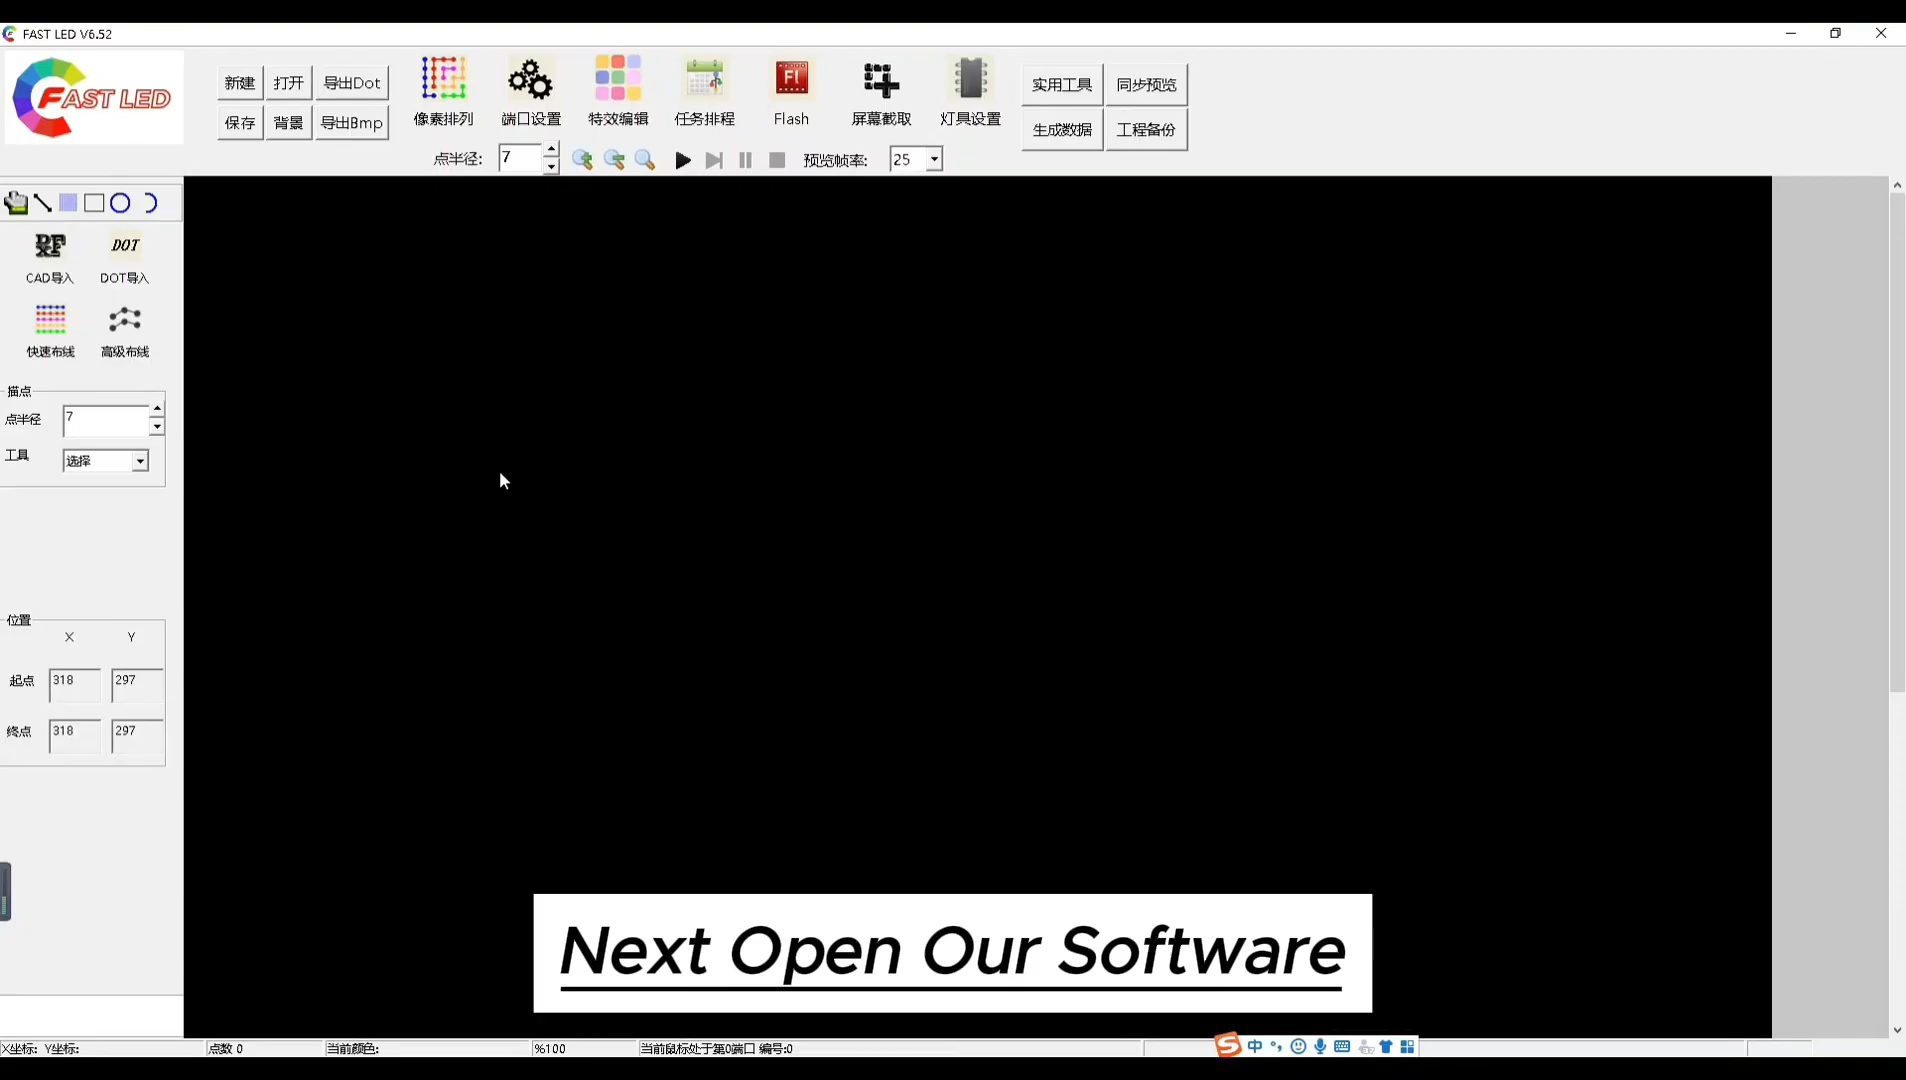 FAST LED V6.52
FAST LED
新建
打开
导出Dot
保存
背景
导出Bmp
像素排列
端口设置
特效编辑
任务排程
Fl
Flash
屏幕截取
灯具设置
实用工具
同步预览
生成数据
工程备份
点半径:
7
预览帧率:
25
DXF
DOT
CAD导入
DOT导入
快速布线
高级布线
描点
点半径
7
工具
选择
位置
X
Y
起点
318
297
终点
318
297
Next Open Our Software
X坐标: Y坐标:
点数 0
当前颜色:
%100
当前鼠标处于第0端口 编号:0
S
中